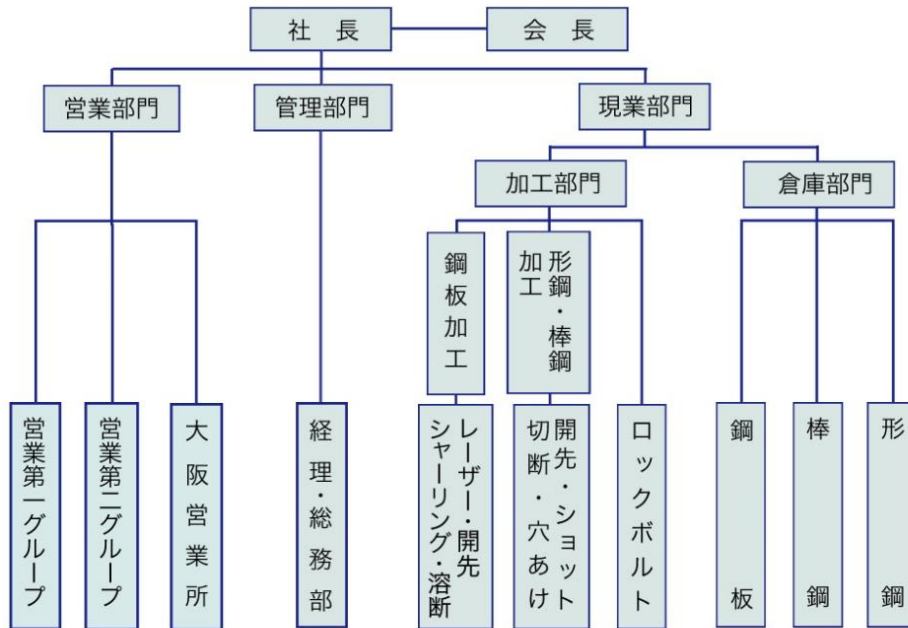 社長
会長
営業部門
管理部門
現業部門
加工部門
倉庫部門
鋼板加工
形鋼・棒鋼
加工
営業第一グループ
営業第二グループ
大阪営業所
経理・総務部
レーザー・開先
シャーリング・溶断
開先・ショット
切断・穴あけ
ロックボルト
鋼板
棒鋼
形鋼